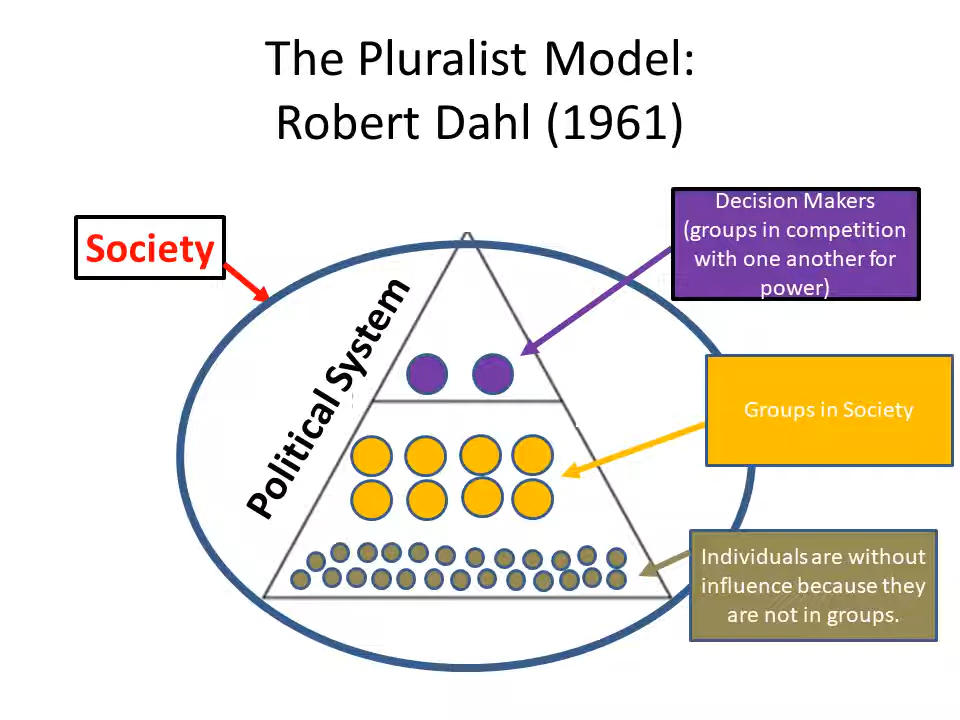 The Pluralist Model:
Robert Dahl (1961)
Society
Political System
Decision Makers
(groups in competition
with one another for
power)
Groups in Society
Individuals are without
influence because they
are not in groups.